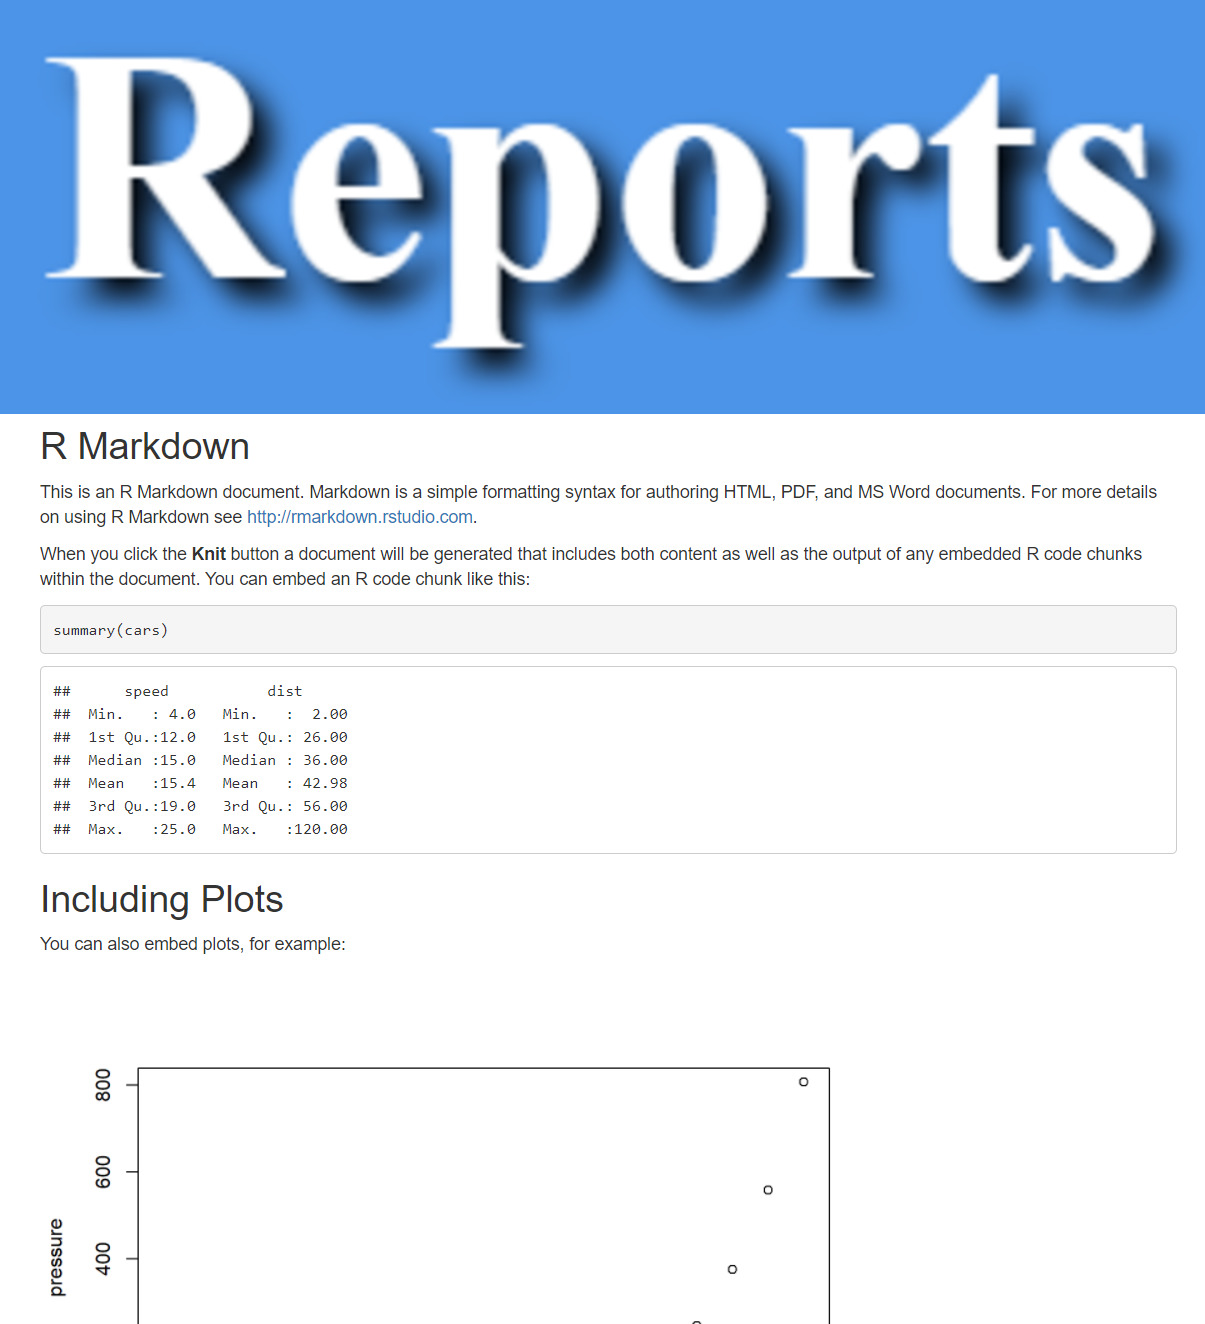 Reports
R Markdown
This is an R Markdown document. Markdown is a simple formatting syntax for authoring HTML, PDF, and MS Word documents. For more details
on using R Markdown see http://rmarkdown.rstudio.com.
When you click the Knit button a document will be generated that includes both content as well as the output of any embedded R code chunks
within the document. You can embed an R code chunk like this:
summary(cars)
##      speed           dist
##  Min.   : 4.0   Min.   :  2.00
##  1st Qu.:12.0   1st Qu.: 26.00
##  Median :15.0   Median : 36.00
##  Mean   :15.4   Mean   : 42.98
##  3rd Qu.:19.0   3rd Qu.: 56.00
##  Max.   :25.0   Max.   :120.00
Including Plots
You can also embed plots, for example:
800
600
400
pressure